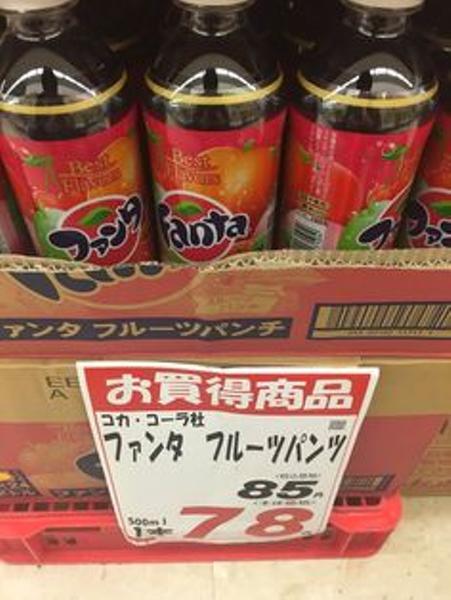 Best
Flavors
ファンタ
Best
Flavors
Fanta
ァンタ フルーツパンチ
お買得商品
コカ・コーラ社
ファンタ フルーツパンツ
85円
500ml
1本
78